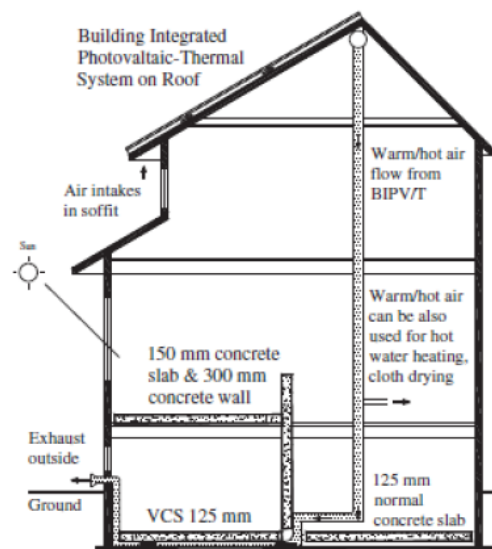 Building Integrated
Photovoltaic-Thermal
System on Roof
Air intakes
in soffit
Warm/hot air
flow from
BIPV/T
Sun
Warm/hot air
can be also
used for hot
water heating,
cloth drying
150 mm concrete
slab & 300 mm
concrete wall
Exhaust
outside
Ground
VCS 125 mm
125 mm
normal
concrete slab